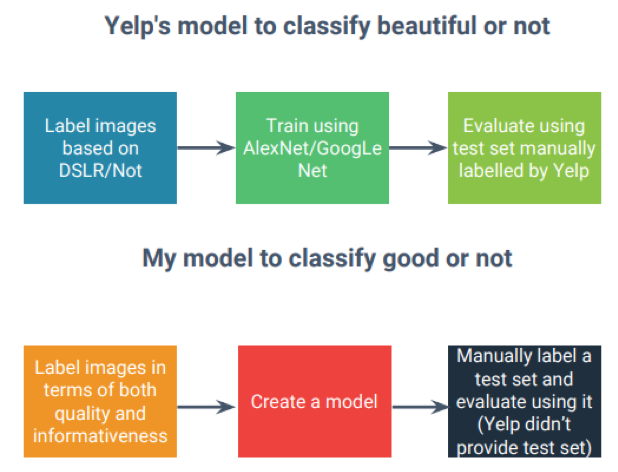 Yelp's model to classify beautiful or not
Label images
based on
DSLR/Not
Train using
AlexNet/GoogLe
Net
Evaluate using
test set manually
labelled by Yelp
My model to classify good or not
Label images in
terms of both
quality and
informativeness
Create a model
Manually label a
test set and
evaluate using it
(Yelp didn't
provide test set)